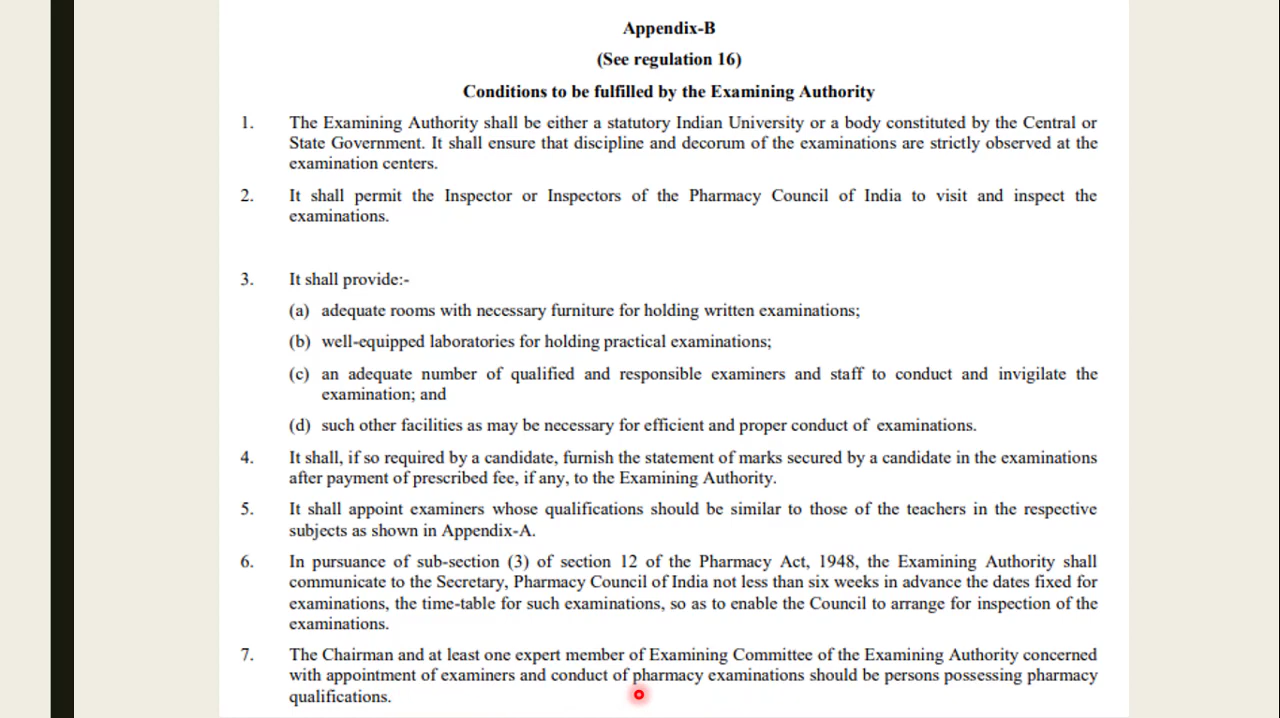 Appendix-B
(See regulation 16)
Conditions to be fulfilled by the Examining Authority
1. The Examining Authority shall be either a statutory Indian University or a body constituted by the Central or
State Government. It shall ensure that discipline and decorum of the examinations are strictly observed at the
examination centers.
2. It shall permit the Inspector or Inspectors of the Pharmacy Council of India to visit and inspect the
examinations.
3. It shall provide:-
(a) adequate rooms with necessary furniture for holding written examinations;
(b) well-equipped laboratories for holding practical examinations;
(c) an adequate number of qualified and responsible examiners and staff to conduct and invigilate the
examination; and
(d) such other facilities as may be necessary for efficient and proper conduct of examinations.
4. It shall, if so required by a candidate, furnish the statement of marks secured by a candidate in the examinations
after payment of prescribed fee, if any, to the Examining Authority.
5. It shall appoint examiners whose qualifications should be similar to those of the teachers in the respective
subjects as shown in Appendix-A.
6. In pursuance of sub-section (3) of section 12 of the Pharmacy Act, 1948, the Examining Authority shall
communicate to the Secretary, Pharmacy Council of India not less than six weeks in advance the dates fixed for
examinations, the time-table for such examinations, so as to enable the Council to arrange for inspection of the
examinations.
7. The Chairman and at least one expert member of Examining Committee of the Examining Authority concerned
with appointment of examiners and conduct of pharmacy examinations should be persons possessing pharmacy
qualifications.